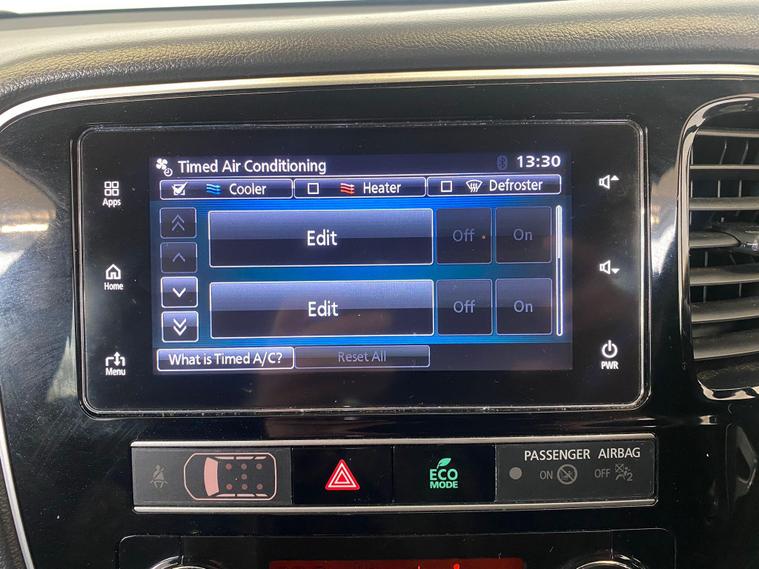 Timed Air Conditioning 13:30
Cooler Heater Defroster
Apps
Edit Off On
Home
Edit Off On
Menu
What is Timed A/C? Reset All
PWR
PASSENGER AIRBAG
ECO
MODE
ON OFF
2